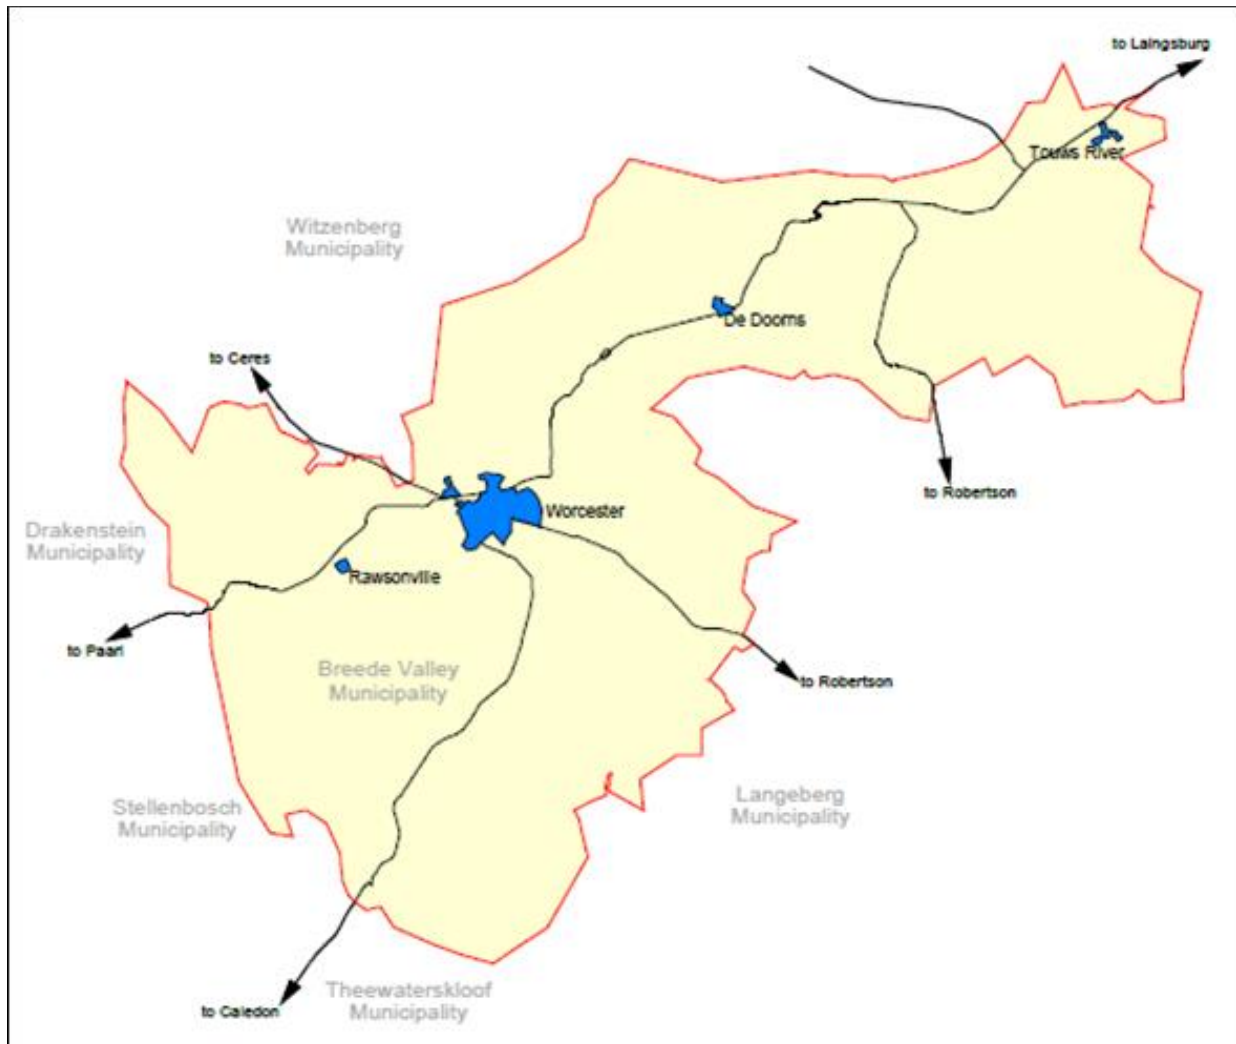 to Laingsburg
Touws River
Witzenberg
Municipality
De Doorns
to Ceres
to Robertson
Worcester
Drakenstein
Municipality
Rawsonville
to Paarl
Breede Valley
Municipality
to Robertson
Stellenbosch
Municipality
Langeberg
Municipality
to Caledon
Theewaterskloof
Municipality